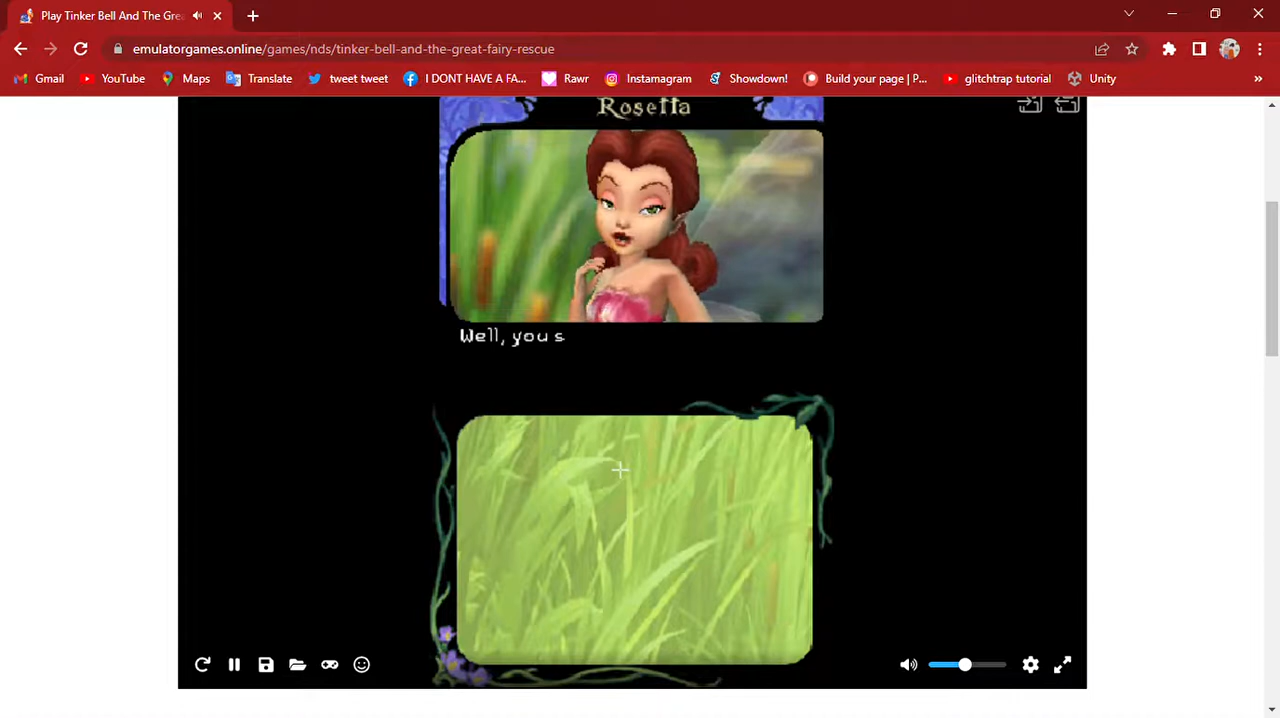 Play Tinker Bell And The Grea
emulatorgames.online/games/nds/tinker-bell-and-the-great-fairy-rescue
Gmail YouTube Maps Translate tweet tweet I DONT HAVE A FA... Rawr Instamagram Showdown! Build your page | P... glitchtrap tutorial Unity »
Rosetta
Well, you s